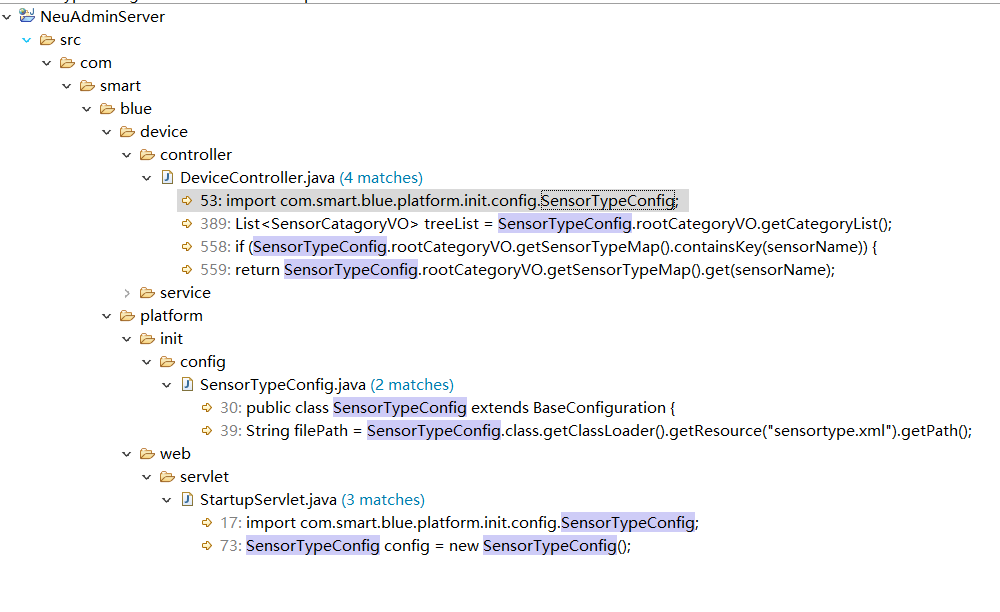 NeuAdminServer
src
com
smart
blue
device
controller
DeviceController.java (4 matches)
53: import com.smart.blue.platform.init.config.SensorTypeConfig;
389: List<SensorCatagoryVO> treeList = SensorTypeConfig.rootCategoryVO.getCategoryList();
558: if (SensorTypeConfig.rootCategoryVO.getSensorTypeMap().containsKey(sensorName)) {
559: return SensorTypeConfig.rootCategoryVO.getSensorTypeMap().get(sensorName);
service
platform
init
config
SensorTypeConfig.java (2 matches)
30: public class SensorTypeConfig extends BaseConfiguration {
39: String filePath = SensorTypeConfig.class.getClassLoader().getResource("sensortype.xml").getPath();
web
servlet
StartupServlet.java (3 matches)
17: import com.smart.blue.platform.init.config.SensorTypeConfig;
73: SensorTypeConfig config = new SensorTypeConfig();